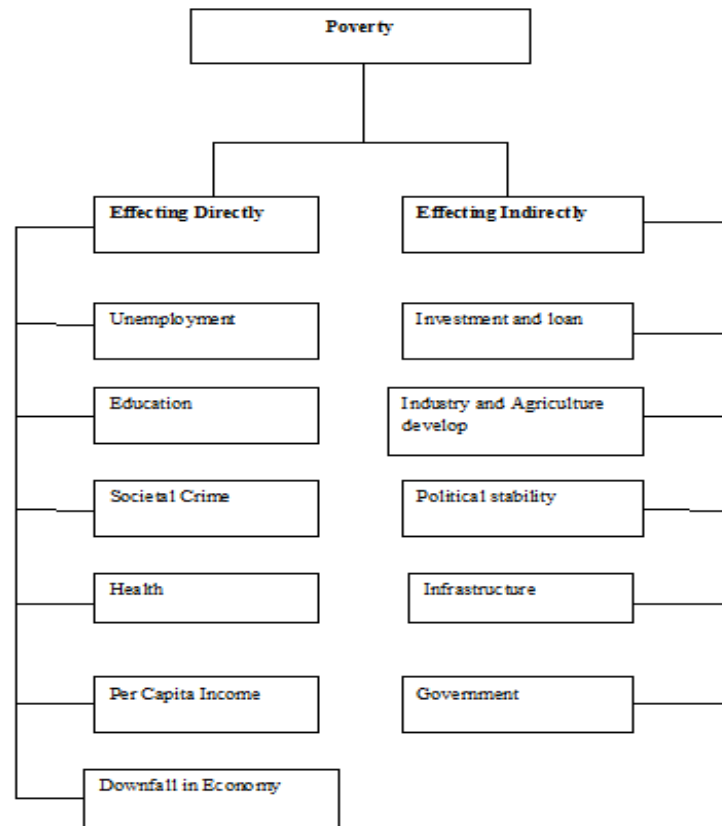 Poverty
Effecting Directly
Effecting Indirectly
Unemployment
Investment and loan
Education
Industry and Agriculture
develop
Societal Crime
Political stability
Health
Infrastructure
Per Capita Income
Government
Downfall in Economy